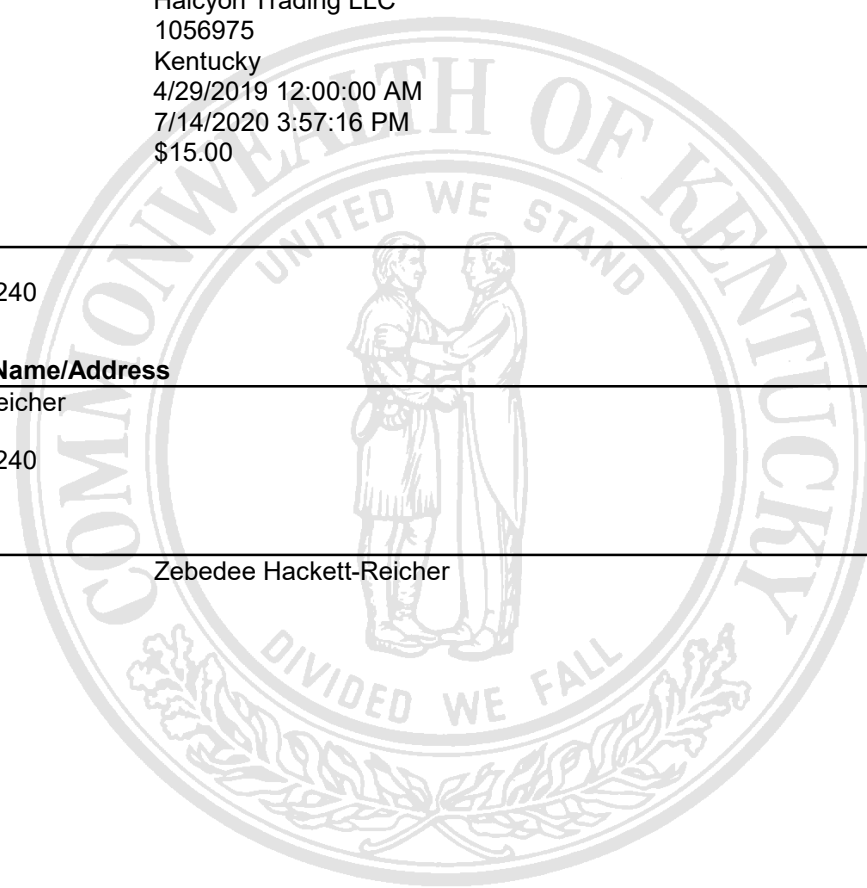 Halcyon Trading LLC
1056975
Kentucky
4/29/2019 12:00:00 AM
7/14/2020 3:57:16 PM
$15.00
240
Name/Address
eicher
240
Zebedee Hackett-Reicher
COMMONWEALTH OF KENTUCKY
UNITED WE STAND
DIVIDED WE FALL